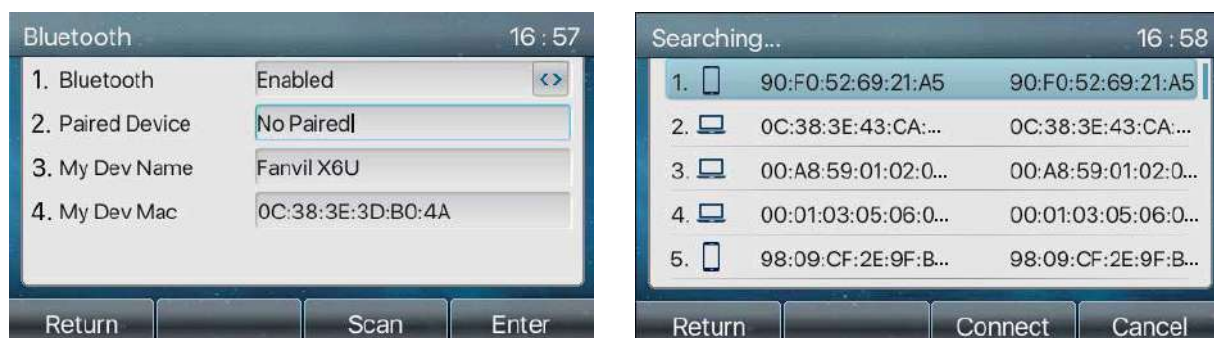 Bluetooth 16 : 57
1. Bluetooth Enabled <>
2. Paired Device No Paired
3. My Dev Name Fanvil X6U
4. My Dev Mac 0C:38:3E:3D:B0:4A
Return Scan Enter
Searching... 16 : 58
1. 90:F0:52:69:21:A5 90:F0:52:69:21:A5
2. 0C:38:3E:43:CA:... 0C:38:3E:43:CA:...
3. 00:A8:59:01:02:0... 00:A8:59:01:02:0...
4. 00:01:03:05:06:0... 00:01:03:05:06:0...
5. 98:09:CF:2E:9F:B... 98:09:CF:2E:9F:B...
Return Connect Cancel